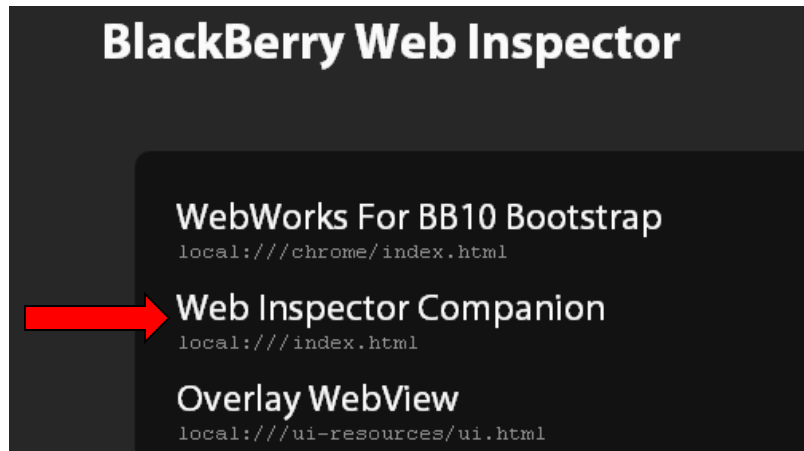 BlackBerry Web Inspector
WebWorks For BB10 Bootstrap
local:///chrome/index.html
Web Inspector Companion
local:///index.html
Overlay WebView
local:///ui-resources/ui.html